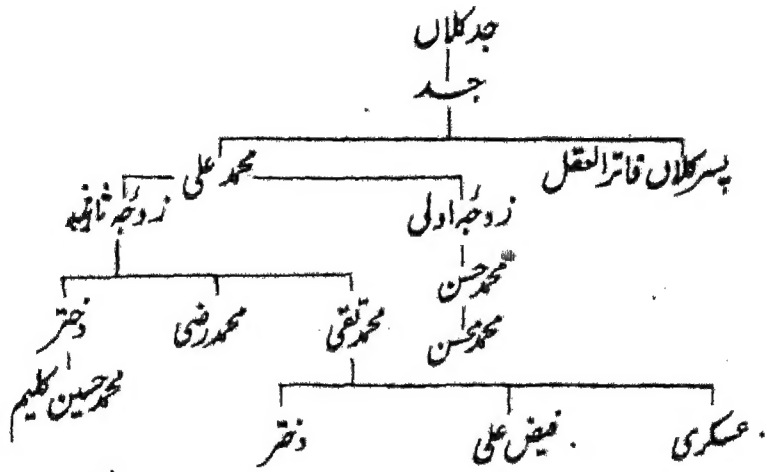 جد کلاں
جد
پسر کلاں فاتر العقل محمد علی
زوجۂ اولی زوجۂ ثانیہ
محمد حسن
محمد تقی محمد رضی دختر
محمد محسن
محمد حسین کلیم
عسکری فیض علی دختر